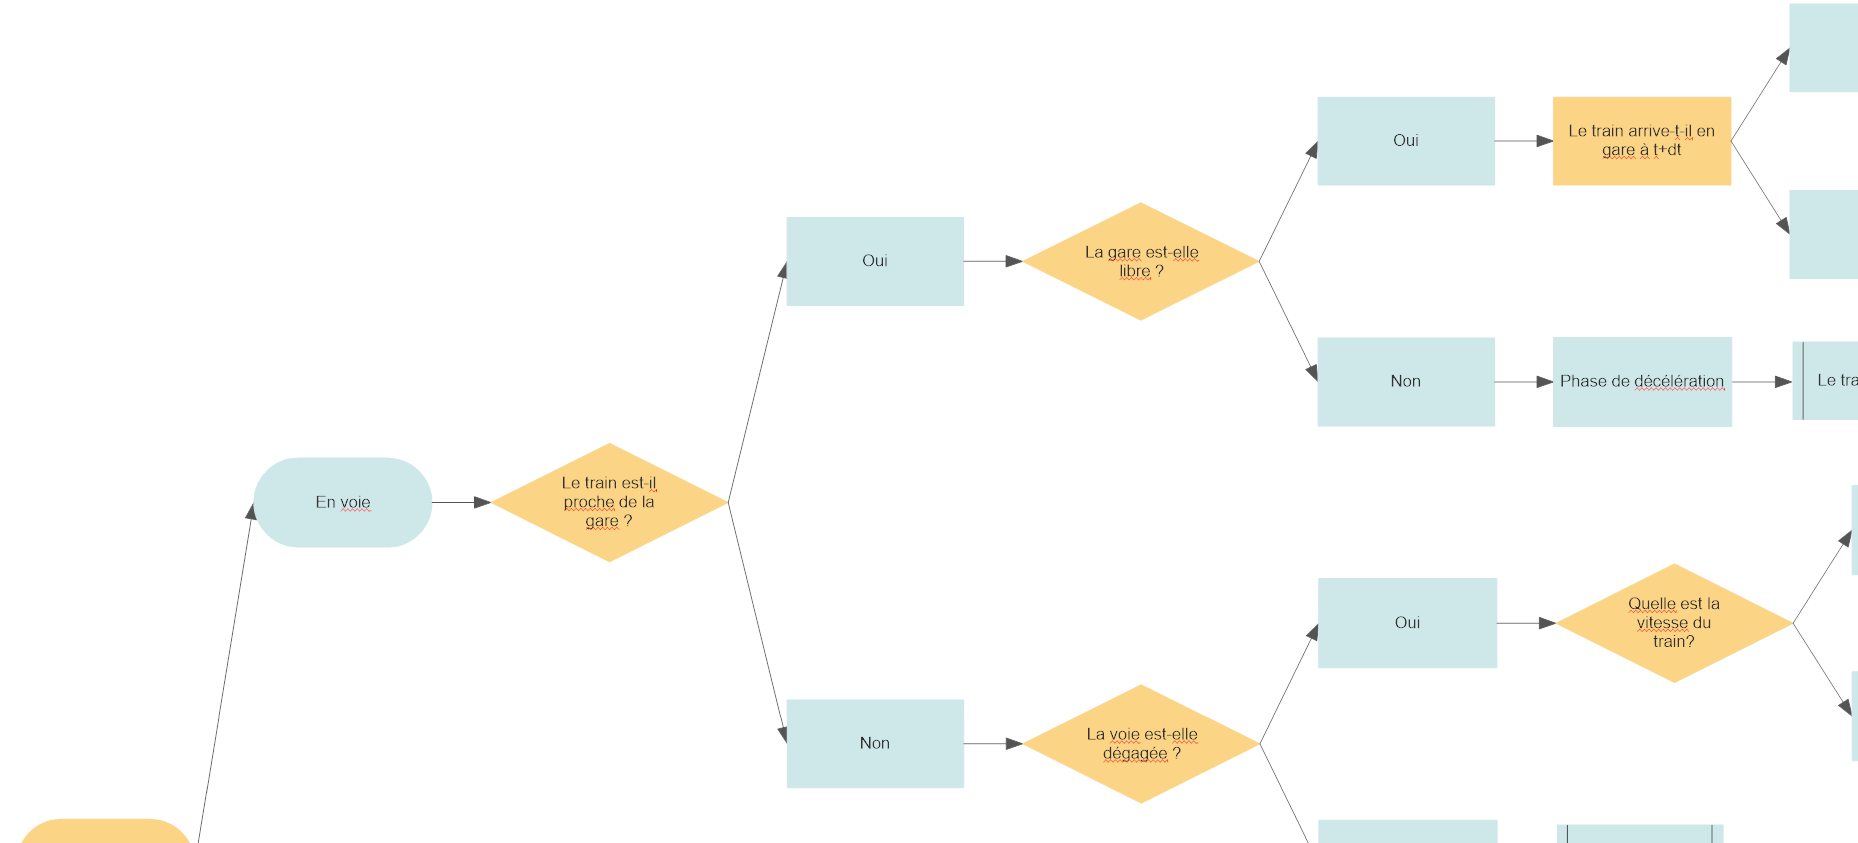 En voie
Le train est-il
proche de la
gare ?
Oui
La gare est-elle
libre ?
Oui
Le train arrive-t-il en
gare à t+dt
Non
Phase de décélération
Le
Non
La voie est-elle
dégagée ?
Oui
Quelle est la
vitesse du
train?